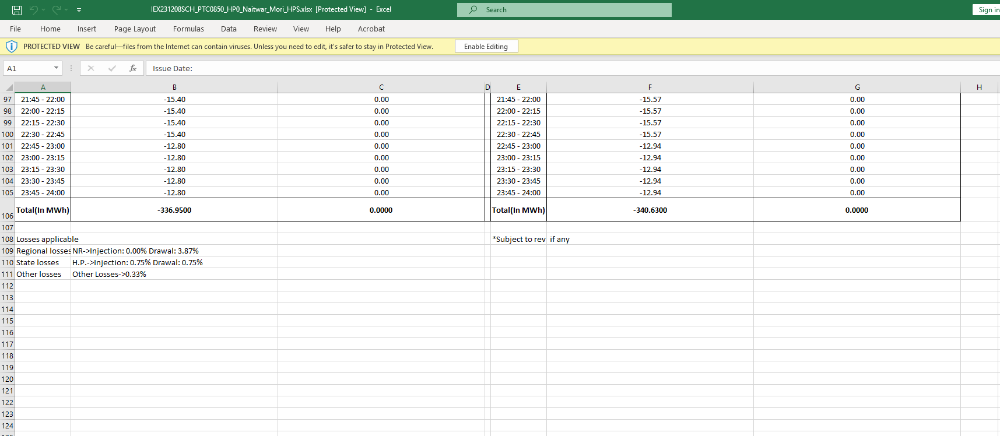 IEX231208SCH_PTC0850_HP0_Naitwar_Mori_HPS.xlsx [Protected View] - Excel
Search
Sign in
File Home Insert Page Layout Formulas Data Review View Help Acrobat
PROTECTED VIEW Be careful—files from the Internet can contain viruses. Unless you need to edit, it's safer to stay in Protected View. Enable Editing
A1 fx Issue Date:
A B C D E F G H
97 21:45 - 22:00 -15.40 0.00 21:45 - 22:00 -15.57 0.00
98 22:00 - 22:15 -15.40 0.00 22:00 - 22:15 -15.57 0.00
99 22:15 - 22:30 -15.40 0.00 22:15 - 22:30 -15.57 0.00
100 22:30 - 22:45 -15.40 0.00 22:30 - 22:45 -15.57 0.00
101 22:45 - 23:00 -12.80 0.00 22:45 - 23:00 -12.94 0.00
102 23:00 - 23:15 -12.80 0.00 23:00 - 23:15 -12.94 0.00
103 23:15 - 23:30 -12.80 0.00 23:15 - 23:30 -12.94 0.00
104 23:30 - 23:45 -12.80 0.00 23:30 - 23:45 -12.94 0.00
105 23:45 - 24:00 -12.80 0.00 23:45 - 24:00 -12.94 0.00
106 Total(In MWh) -336.9500 0.0000 Total(In MWh) -340.6300 0.0000
107
108 Losses applicable *Subject to rev if any
109 Regional losses NR->Injection: 0.00% Drawal: 3.87%
110 State losses H.P.->Injection: 0.75% Drawal: 0.75%
111 Other losses Other Losses->0.33%
112
113
114
115
116
117
118
119
120
121
122
123
124